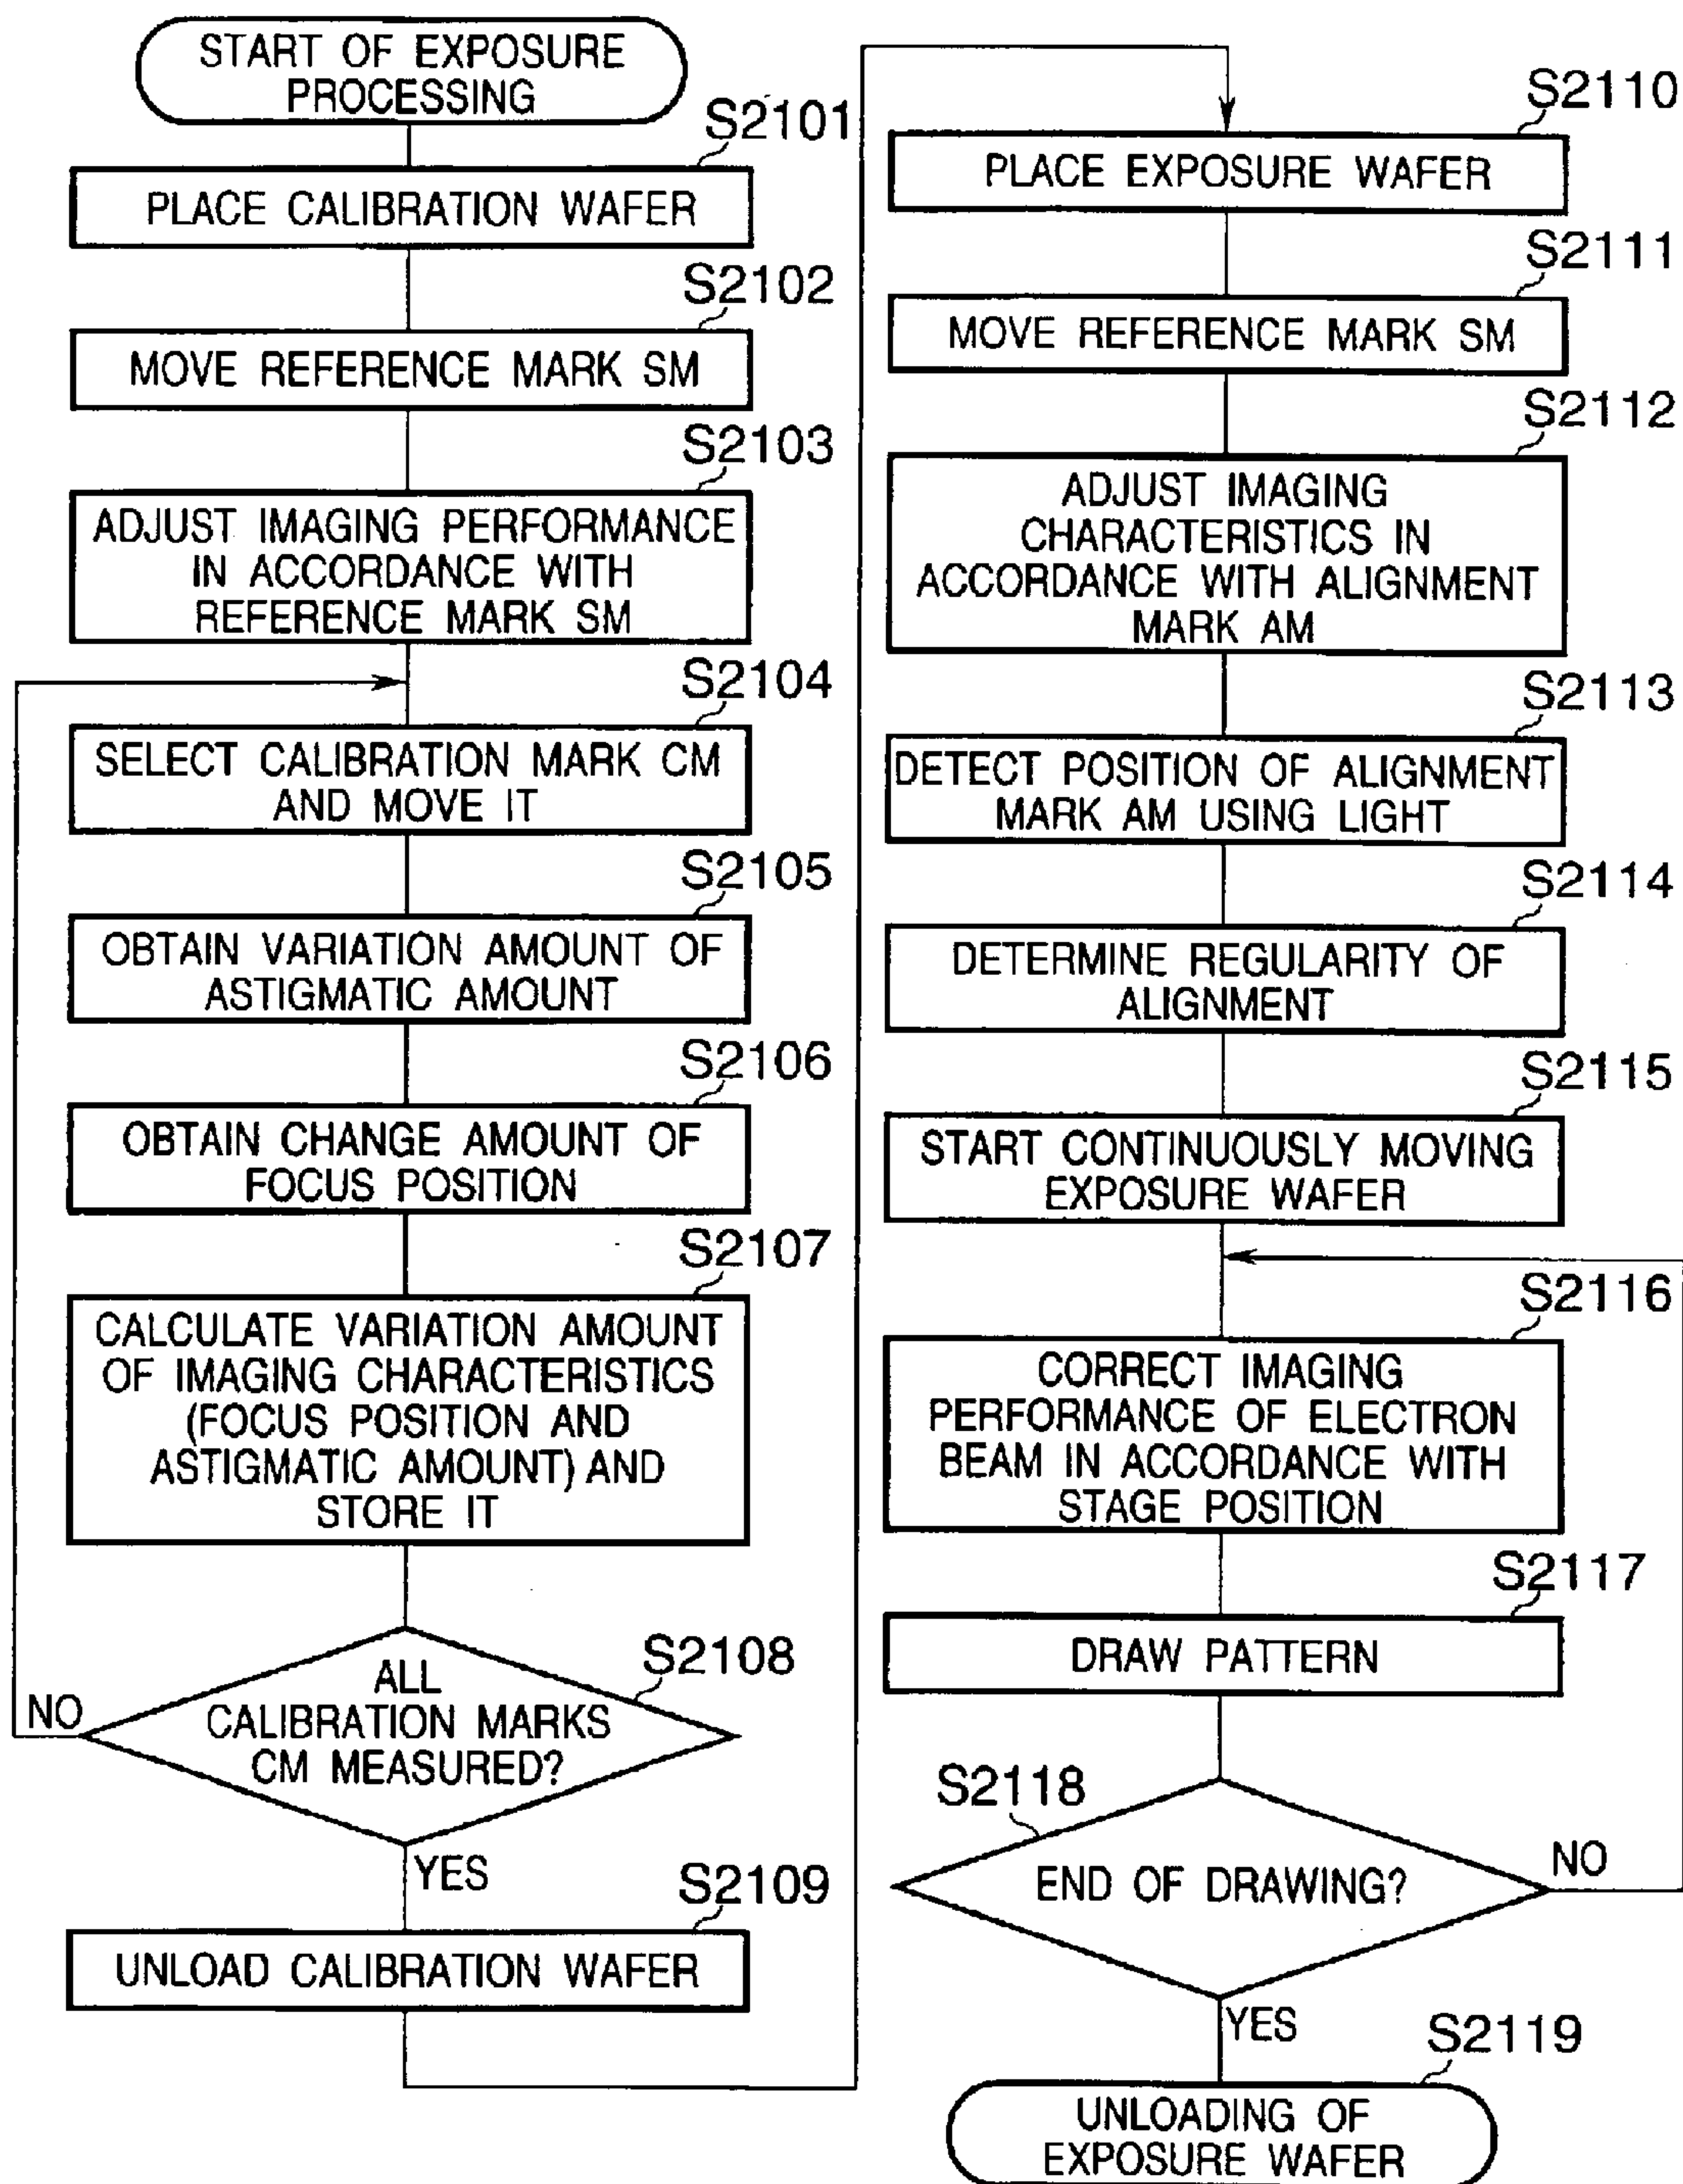 START OF EXPOSURE
PROCESSING
S2101
PLACE CALIBRATION WAFER
S2102
MOVE REFERENCE MARK SM
S2103
ADJUST IMAGING PERFORMANCE
IN ACCORDANCE WITH
REFERENCE MARK SM
S2104
SELECT CALIBRATION MARK CM
AND MOVE IT
S2105
OBTAIN VARIATION AMOUNT OF
ASTIGMATIC AMOUNT
S2106
OBTAIN CHANGE AMOUNT OF
FOCUS POSITION
S2107
CALCULATE VARIATION AMOUNT
OF IMAGING CHARACTERISTICS
(FOCUS POSITION AND
ASTIGMATIC AMOUNT) AND
STORE IT
S2108
ALL
CALIBRATION MARKS
CM MEASURED?
NO
YES
S2109
UNLOAD CALIBRATION WAFER
S2110
PLACE EXPOSURE WAFER
S2111
MOVE REFERENCE MARK SM
S2112
ADJUST IMAGING
CHARACTERISTICS IN
ACCORDANCE WITH ALIGNMENT
MARK AM
S2113
DETECT POSITION OF ALIGNMENT
MARK AM USING LIGHT
S2114
DETERMINE REGULARITY OF
ALIGNMENT
S2115
START CONTINUOUSLY MOVING
EXPOSURE WAFER
S2116
CORRECT IMAGING
PERFORMANCE OF ELECTRON
BEAM IN ACCORDANCE WITH
STAGE POSITION
S2117
DRAW PATTERN
S2118
END OF DRAWING?
NO
YES
S2119
UNLOADING OF
EXPOSURE WAFER